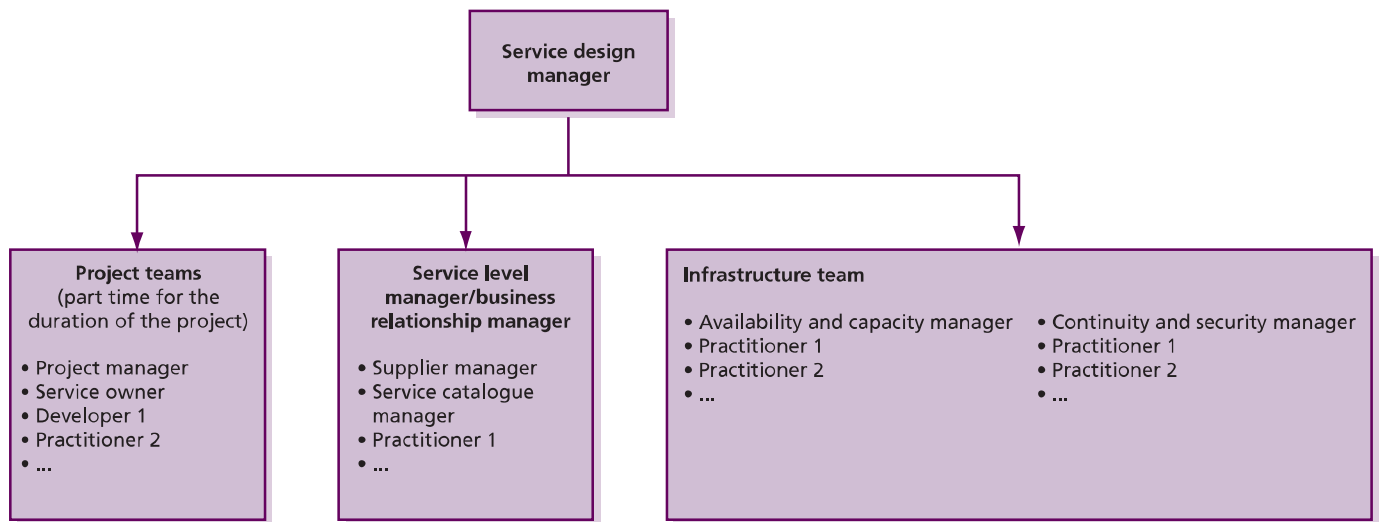 Service design
manager
Project teams
(part time for the
duration of the project)
• Project manager
• Service owner
• Developer 1
• Practitioner 2
• ...
Service level
manager/business
relationship manager
• Supplier manager
• Service catalogue
manager
• Practitioner 1
• ...
Infrastructure team
• Availability and capacity manager
• Practitioner 1
• Practitioner 2
• ...
• Continuity and security manager
• Practitioner 1
• Practitioner 2
• ...